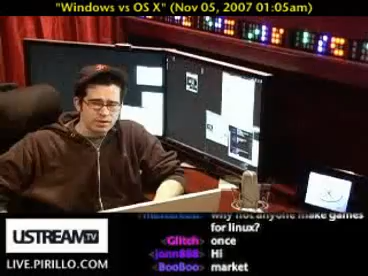 "Windows vs OS X" (Nov 05, 2007 01:05am)
why not anyone make games
for linux?
<Glitch> once
<jann888> Hi
<BooBoo> market
USTREAM.TV
LIVE.PIRILLO.COM